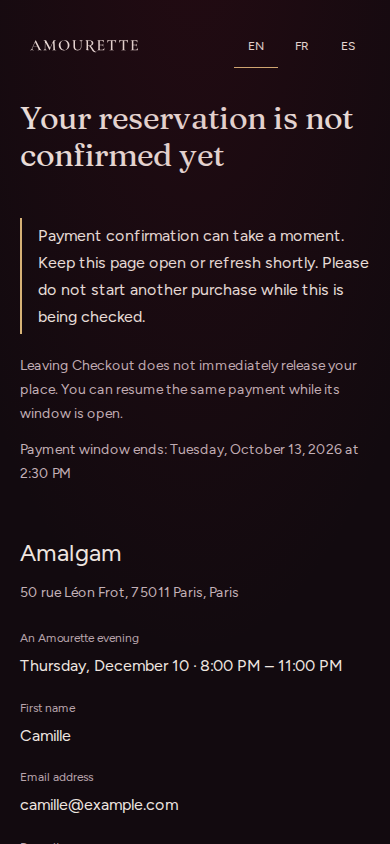 AMOURETTE
EN FR ES
Your reservation is not
confirmed yet
Payment confirmation can take a moment.
Keep this page open or refresh shortly. Please
do not start another purchase while this is
being checked.
Leaving Checkout does not immediately release your
place. You can resume the same payment while its
window is open.
Payment window ends: Tuesday, October 13, 2026 at
2:30 PM
Amalgam
50 rue Léon Frot, 75011 Paris, Paris
An Amourette evening
Thursday, December 10 · 8:00 PM – 11:00 PM
First name
Camille
Email address
camille@example.com